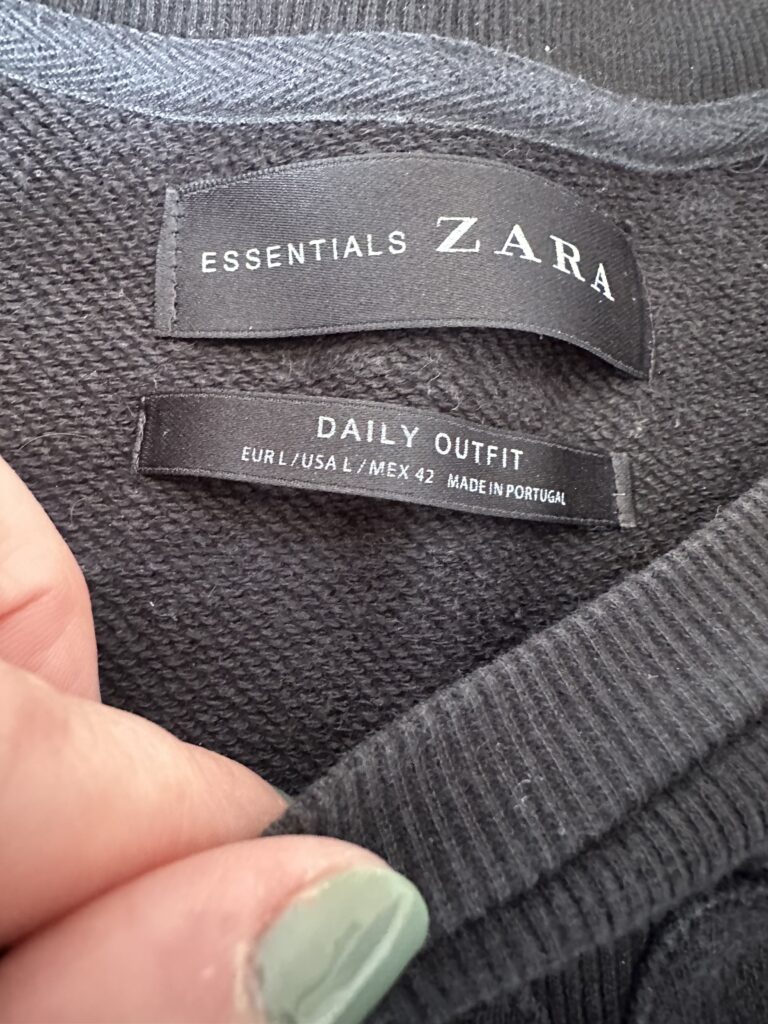 ESSENTIALS ZARA
DAILY OUTFIT
EUR L / USA L / MEX 42 MADE IN PORTUGAL